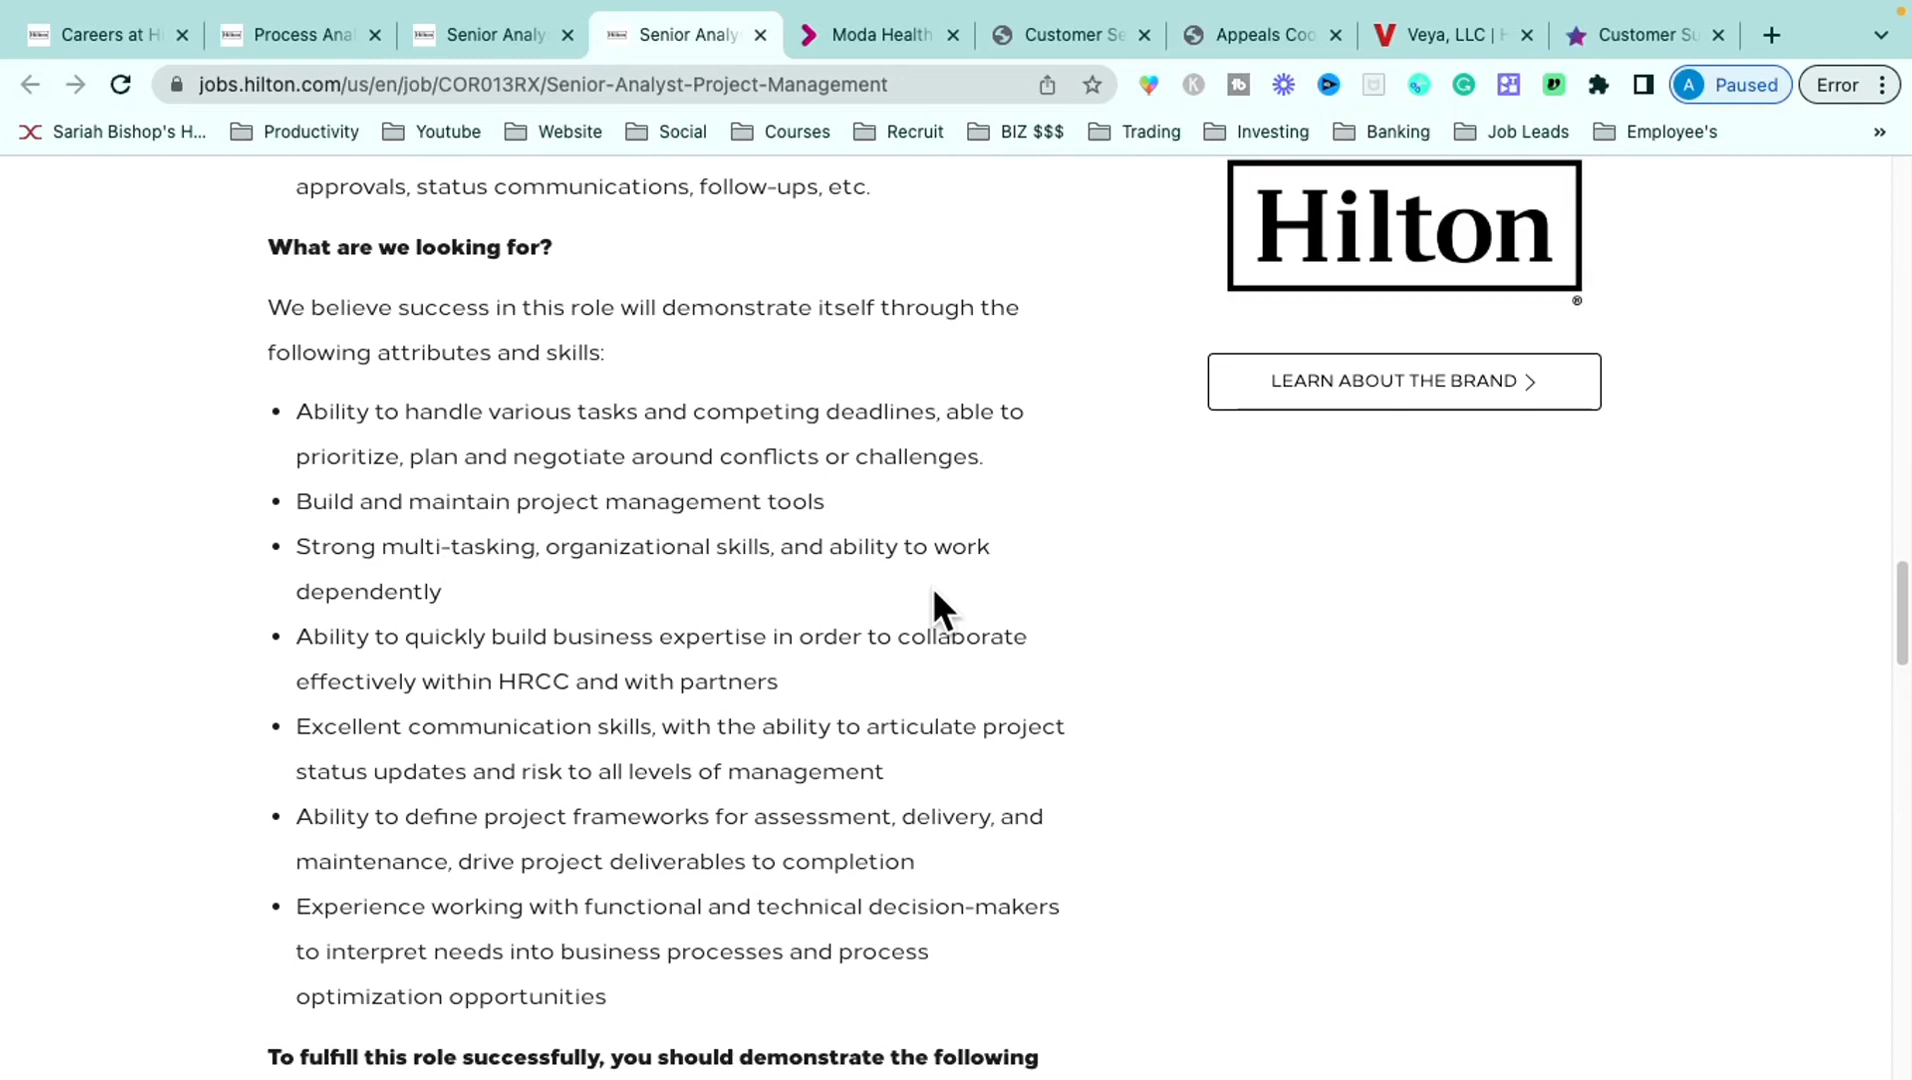 Careers at Hi
Process Anal
Senior Analy
Senior Analy
Moda Health
Customer Se
Appeals Coo
Veya, LLC | H
Customer Su
jobs.hilton.com/us/en/job/COR013RX/Senior-Analyst-Project-Management
A Paused
Error
Sariah Bishop's H...
Productivity
Youtube
Website
Social
Courses
Recruit
BIZ $$$
Trading
Investing
Banking
Job Leads
Employee's
»
approvals, status communications, follow-ups, etc.
Hilton
®
LEARN ABOUT THE BRAND >
What are we looking for?
We believe success in this role will demonstrate itself through the
following attributes and skills:
• Ability to handle various tasks and competing deadlines, able to
prioritize, plan and negotiate around conflicts or challenges.
• Build and maintain project management tools
• Strong multi-tasking, organizational skills, and ability to work
dependently
• Ability to quickly build business expertise in order to collaborate
effectively within HRCC and with partners
• Excellent communication skills, with the ability to articulate project
status updates and risk to all levels of management
• Ability to define project frameworks for assessment, delivery, and
maintenance, drive project deliverables to completion
• Experience working with functional and technical decision-makers
to interpret needs into business processes and process
optimization opportunities
To fulfill this role successfully, you should demonstrate the following